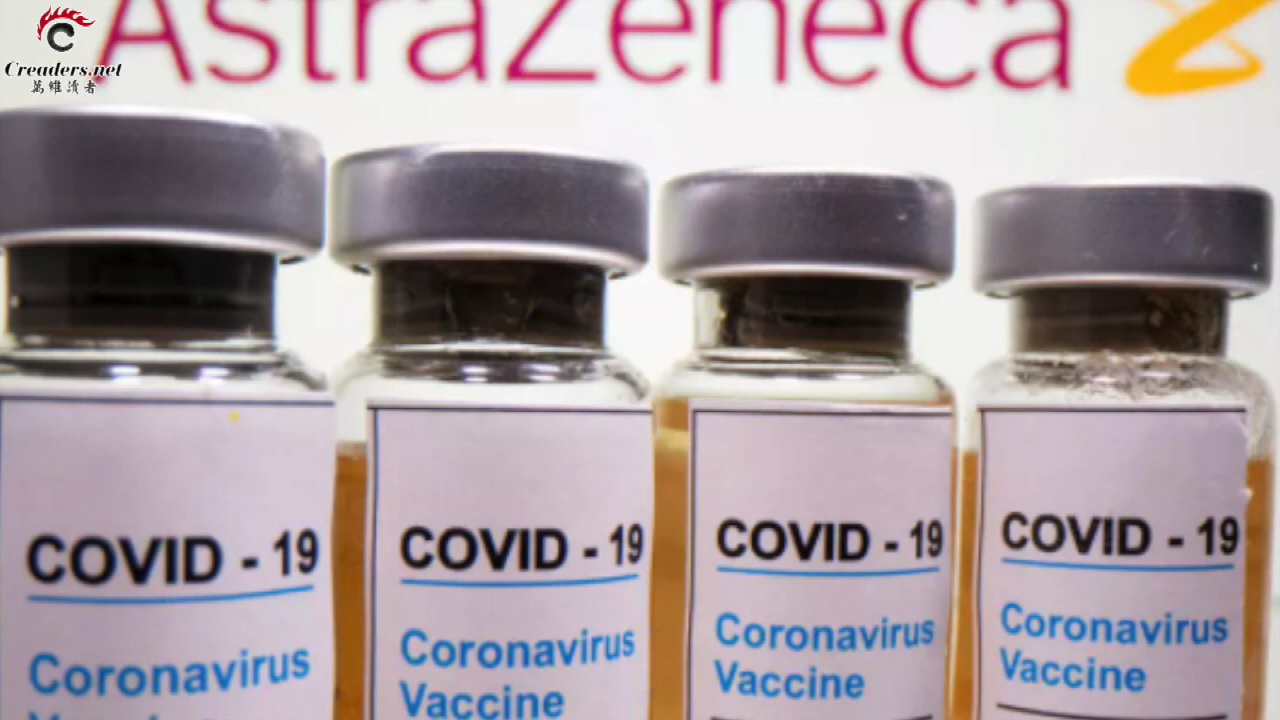 AstraZeneca
Creaders.net
萬維讀者
COVID - 19
Coronavirus
COVID - 19
Coronavirus
Vaccine
COVID - 19
Coronavirus
Vaccine
COVID - 19
Coronavirus
Vaccine